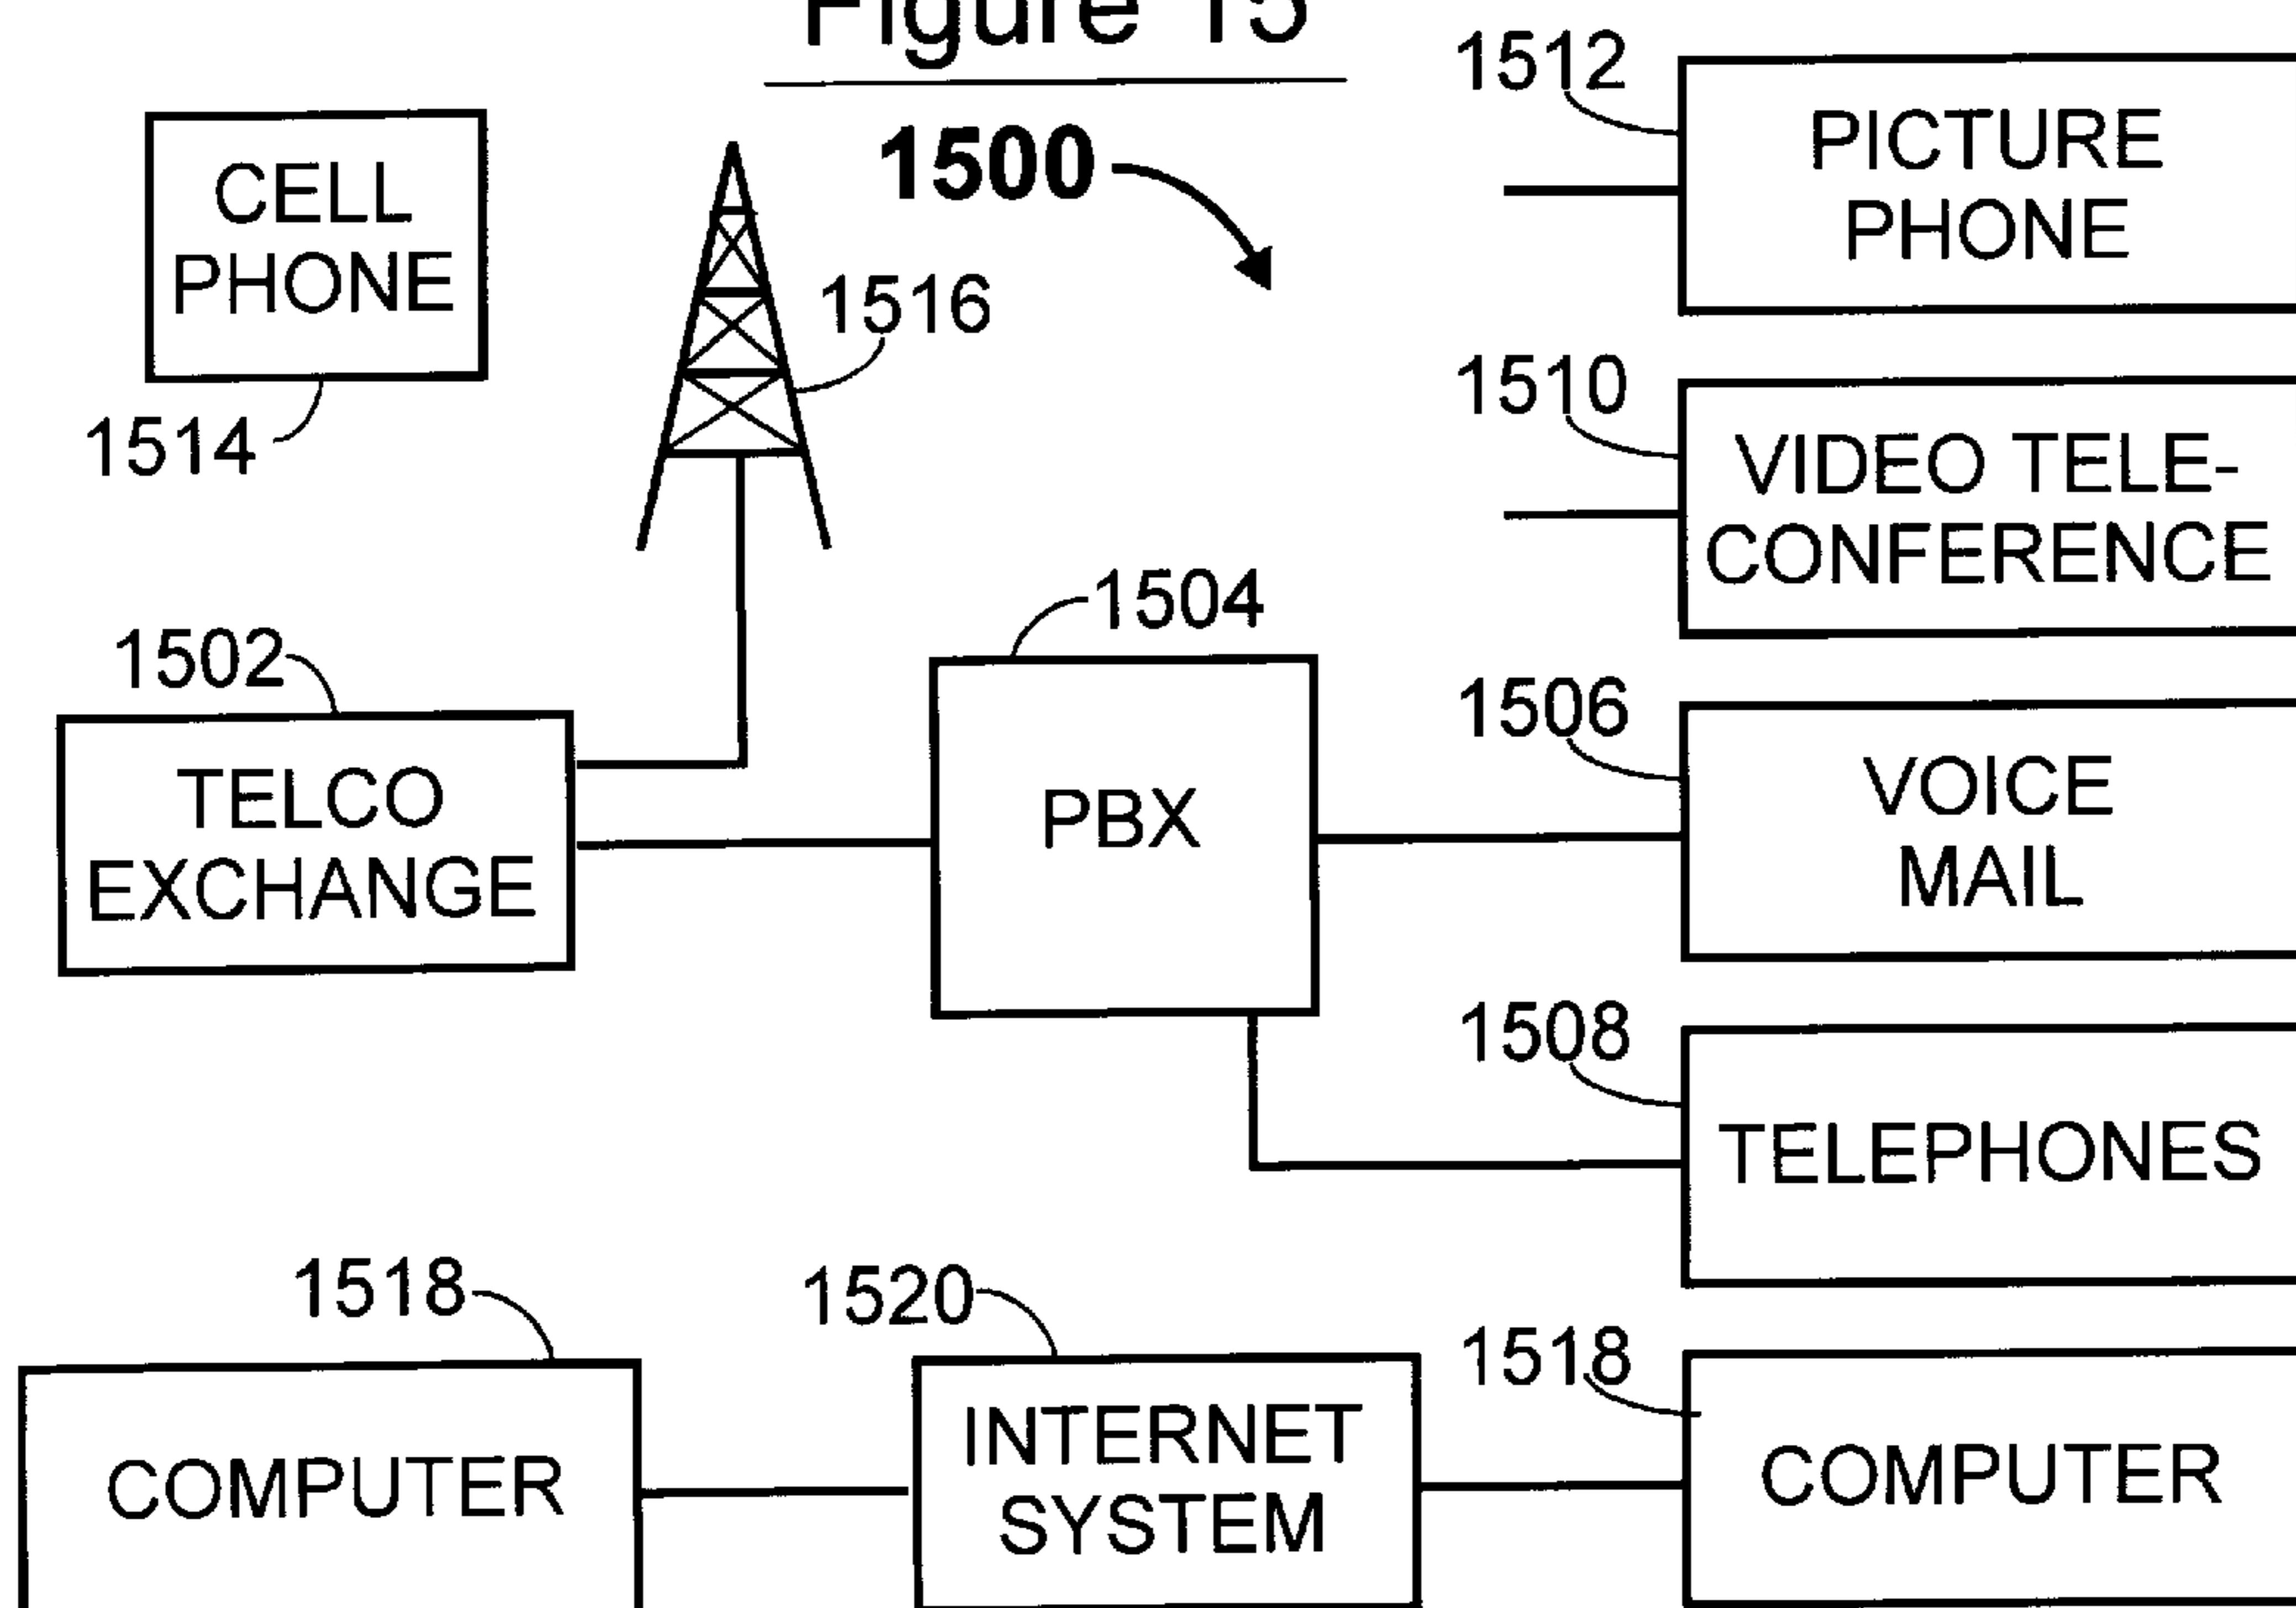 Figure 15
1500
1512
PICTURE
PHONE
CELL
PHONE
1514
1516
1510
VIDEO TELE-
CONFERENCE
1504
1502
TELCO
EXCHANGE
PBX
1506
VOICE
MAIL
1508
TELEPHONES
1518
COMPUTER
1520
INTERNET
SYSTEM
1518
COMPUTER